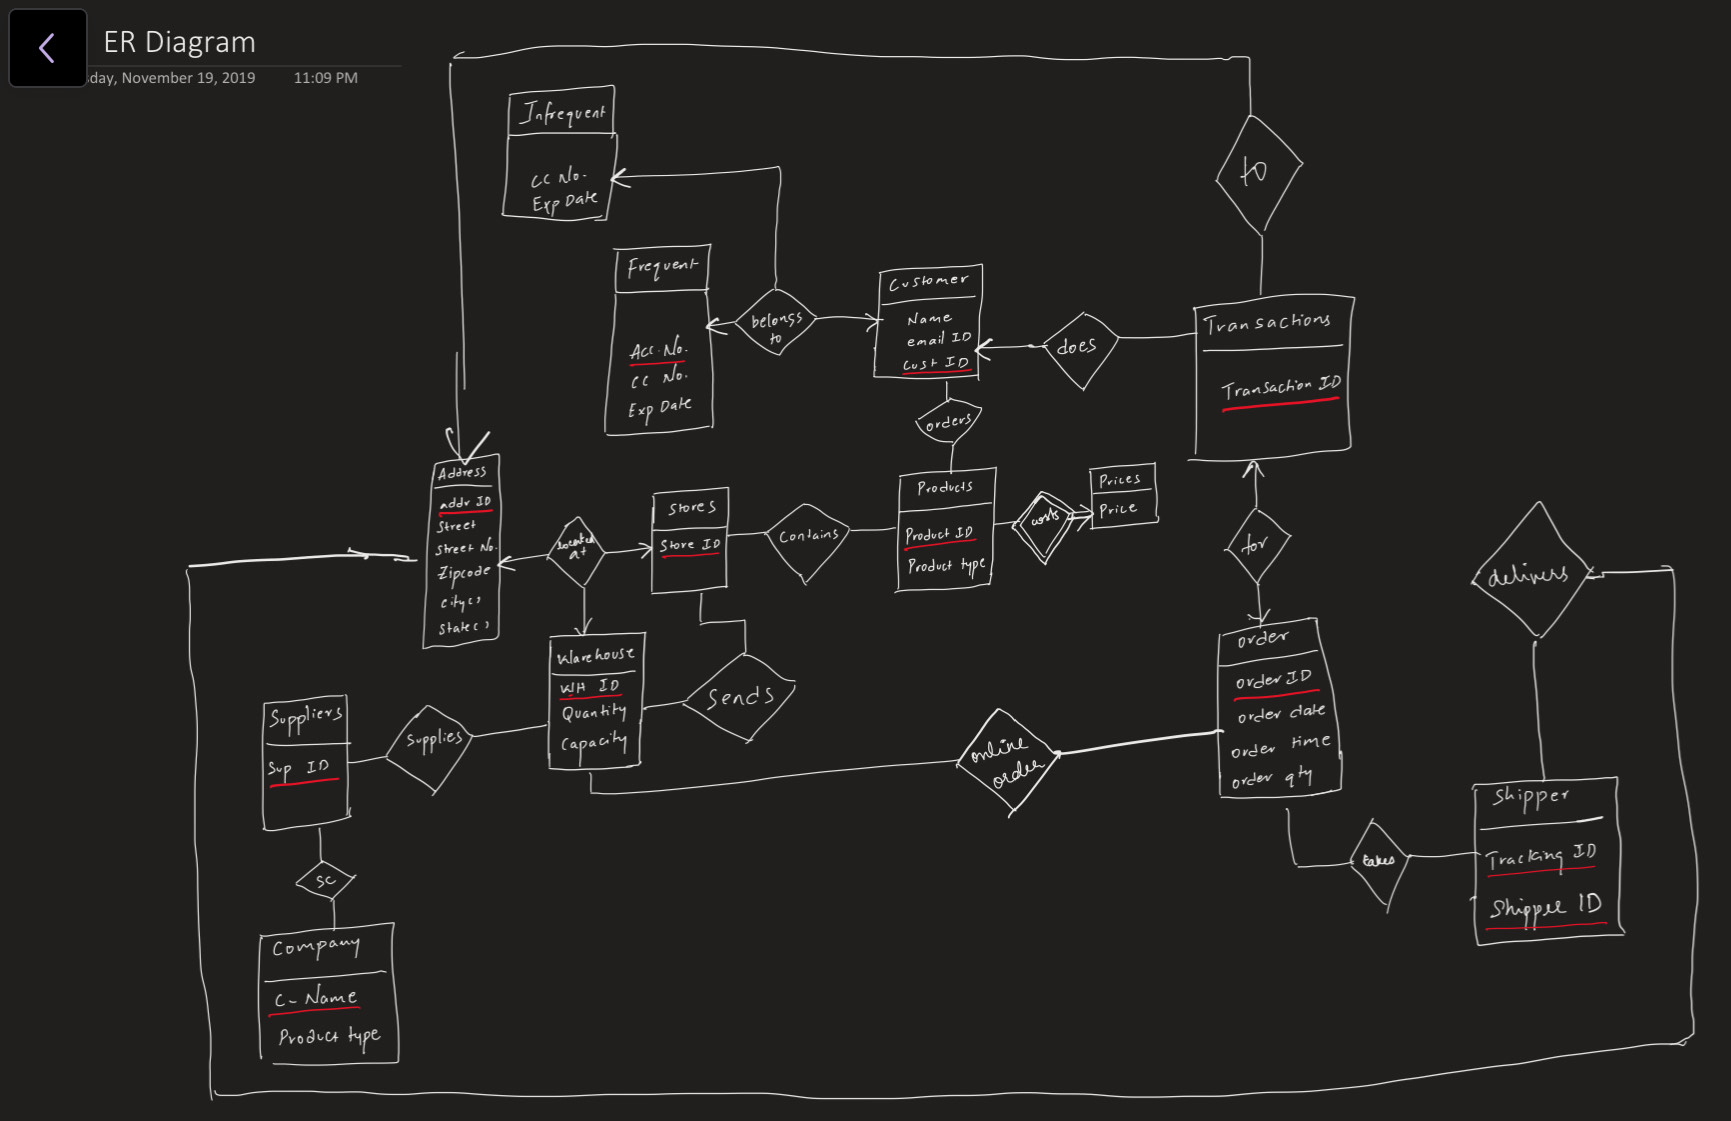 ER Diagram
day, November 19, 2019 11:09 PM
Infrequent
CC No.
Exp Date
to
Frequent
Acc. No.
CC No.
Exp Date
belongs
to
Customer
Name
email ID
Cust ID
does
Transactions
Transaction ID
orders
Address
addr ID
Street
Street No.
Zipcode
city()
State()
located
at
Stores
Store ID
Contains
Products
Product ID
Product type
costs
Prices
Price
for
delivers
Warehouse
WH ID
Quantity
Capacity
Sends
order
order ID
order date
order time
order qty
Suppliers
Sup ID
Supplies
online
order
Shipper
Tracking ID
Shipper ID
takes
SC
Company
C-Name
Product type